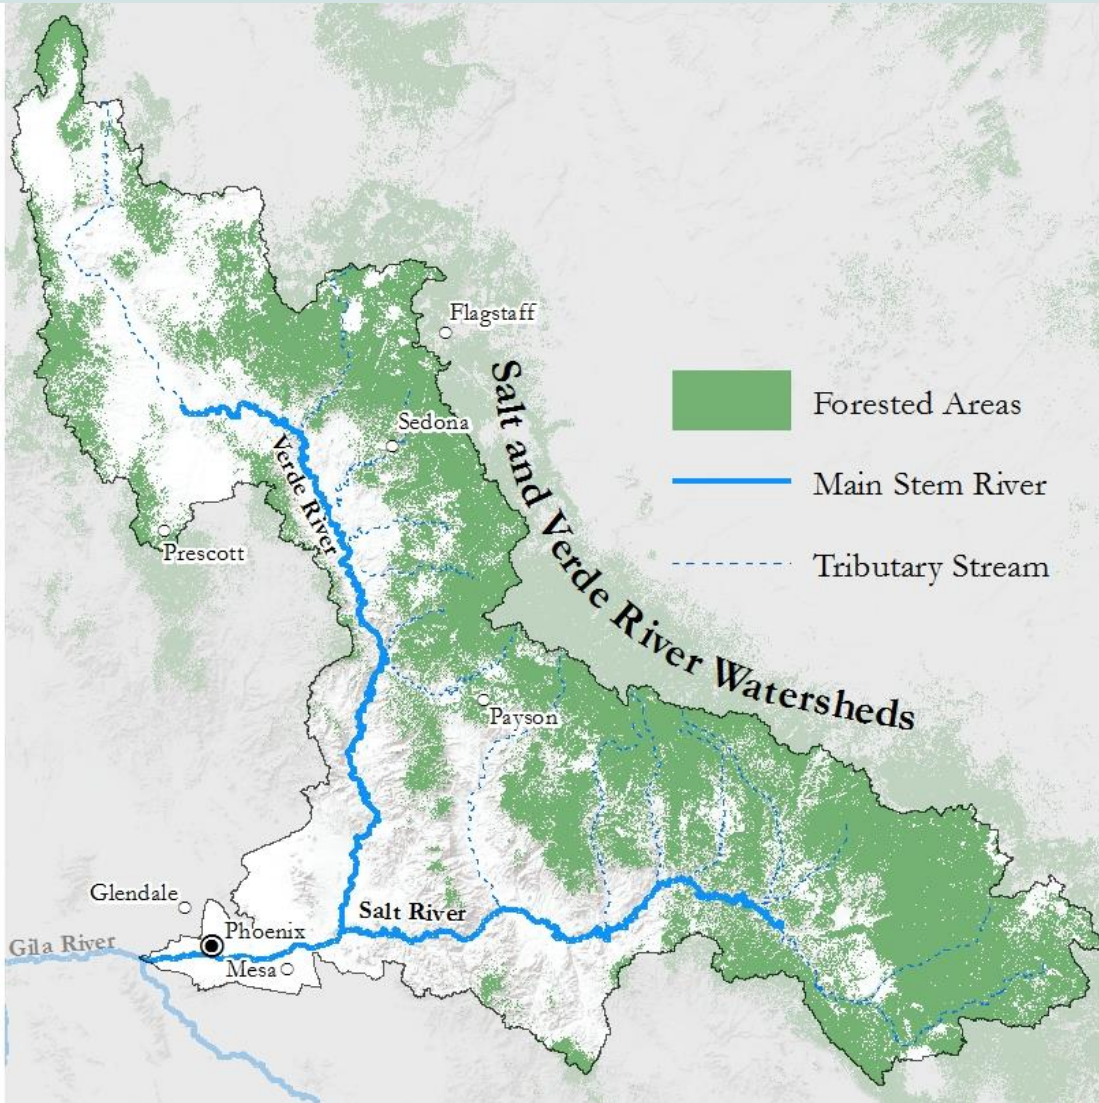 Flagstaff
Salt and Verde River Watersheds
Forested Areas
Sedona
Verde River
Main Stem River
Prescott
Tributary Stream
Payson
Glendale
Salt River
Phoenix
Gila River
Mesa